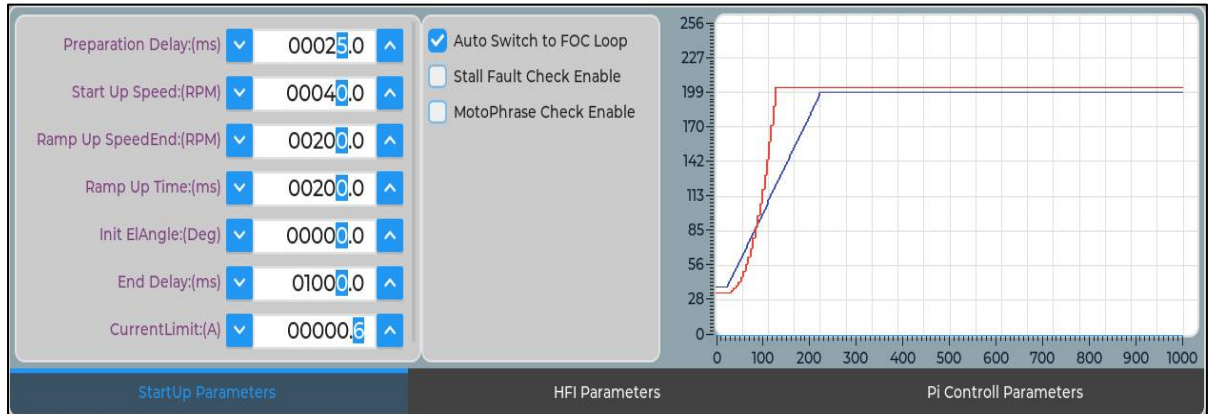 Preparation Delay:(ms) 00025.0
Start Up Speed:(RPM) 00040.0
Ramp Up SpeedEnd:(RPM) 00200.0
Ramp Up Time:(ms) 00200.0
Init ElAngle:(Deg) 00000.0
End Delay:(ms) 01000.0
CurrentLimit:(A) 00000.6
Auto Switch to FOC Loop
Stall Fault Check Enable
MotoPhrase Check Enable
256
227
199
170
142
113
85
56
28
0
0 100 200 300 400 500 600 700 800 900 1000
StartUp Parameters HFI Parameters Pi Controll Parameters